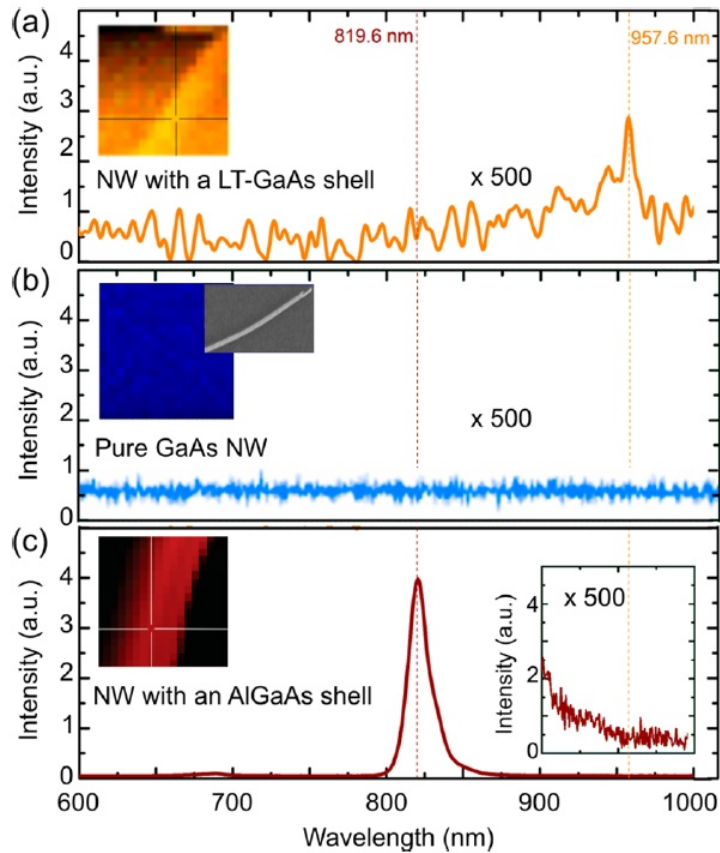 (a)
819.6 nm
957.6 nm
Intensity (a.u.)
4
3
2
1
0
NW with a LT-GaAs shell
x 500
(b)
Intensity (a.u.)
4
3
2
1
0
Pure GaAs NW
x 500
(c)
Intensity (a.u.)
4
3
2
1
0
NW with an AlGaAs shell
Intensity (a.u.)
4
2
0
x 500
600
700
800
900
1000
Wavelength (nm)